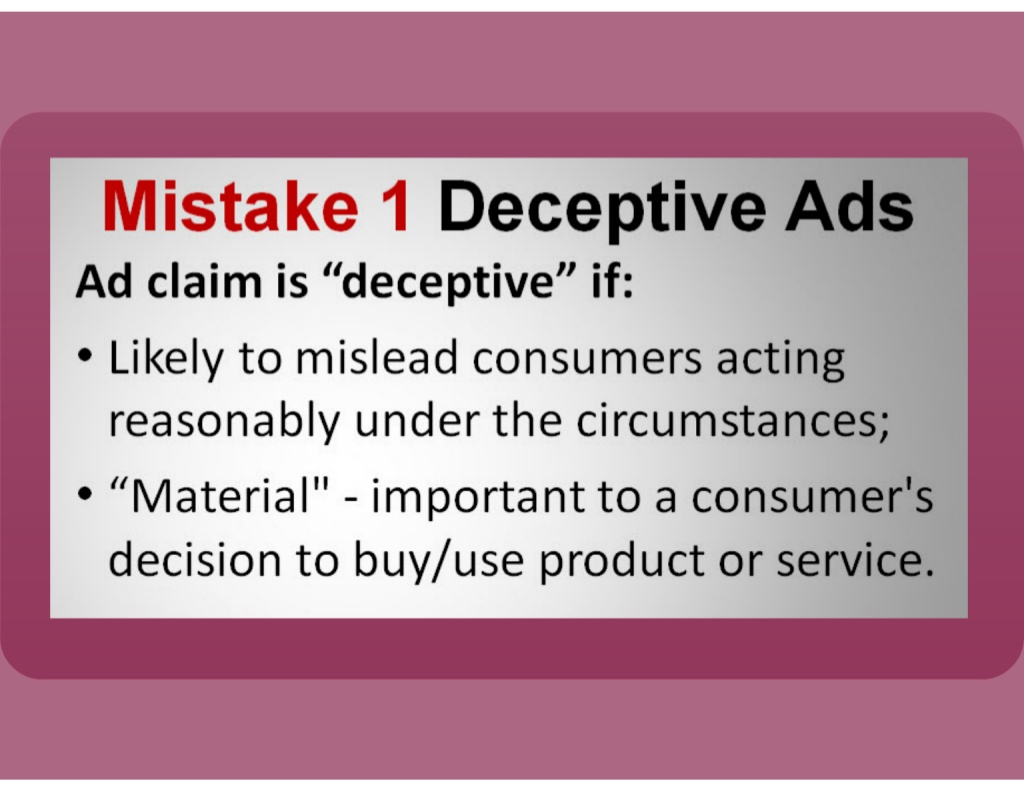 Mistake 1 Deceptive Ads
Ad claim is “deceptive” if:
• Likely to mislead consumers acting
reasonably under the circumstances;
• “Material" - important to a consumer's
decision to buy/use product or service.